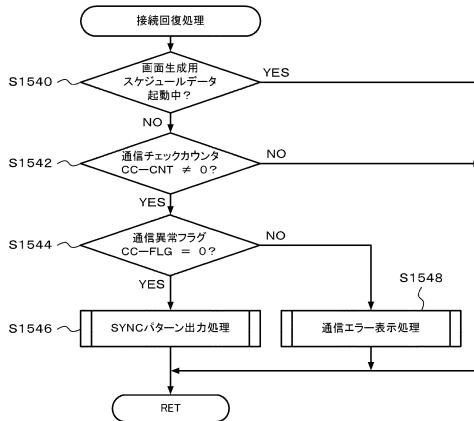 接続回復処理
S1540
画面生成用
スケジュールデータ
起動中?
YES
NO
S1542
通信チェックカウンタ
CC-CNT ≠ 0?
NO
YES
S1544
通信異常フラグ
CC-FLG = 0?
NO
YES
S1548
S1546
SYNCパターン出力処理
通信エラー表示処理
RET